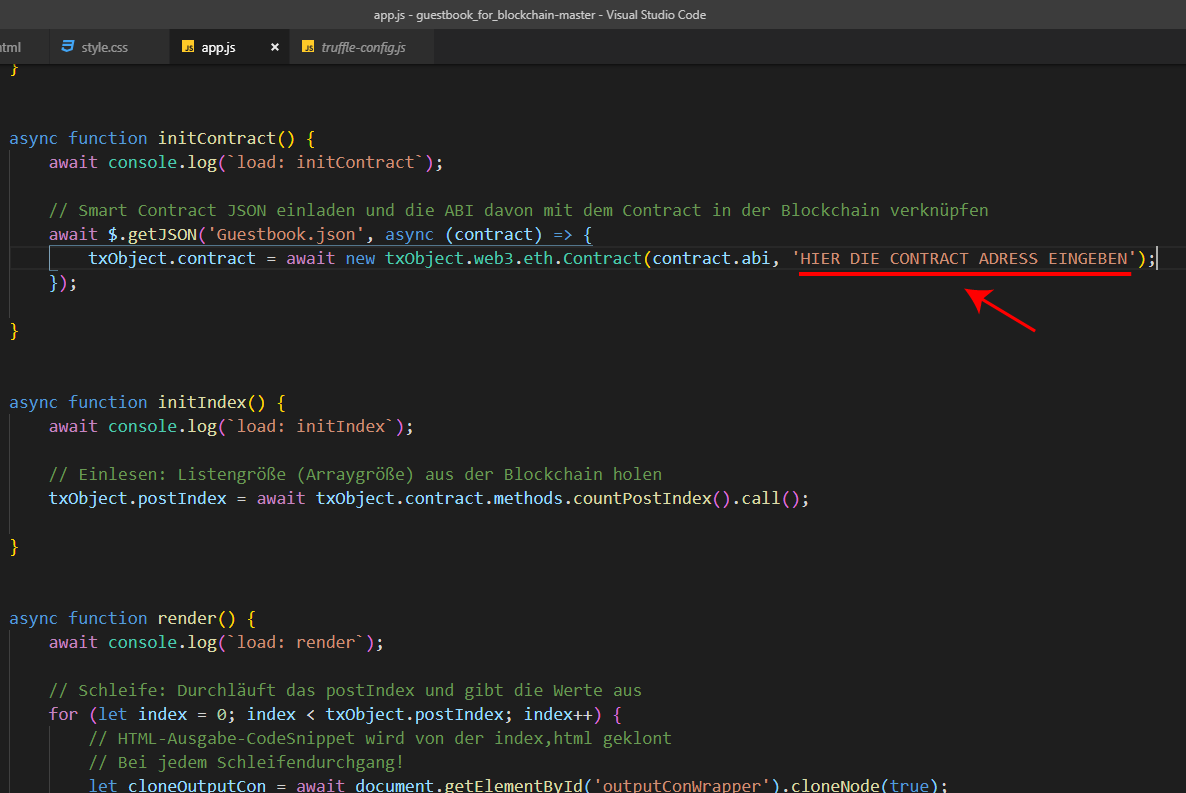 app.js - guestbook_for_blockchain-master - Visual Studio Code
html style.css app.js × truffle-config.js
}
async function initContract() {
await console.log(`load: initContract`);
// Smart Contract JSON einladen und die ABI davon mit dem Contract in der Blockchain verknüpfen
await $.getJSON('Guestbook.json', async (contract) => {
txObject.contract = await new txObject.web3.eth.Contract(contract.abi, 'HIER DIE CONTRACT ADRESS EINGEBEN');
});
}
async function initIndex() {
await console.log(`load: initIndex`);
// Einlesen: Listengröße (Arraygröße) aus der Blockchain holen
txObject.postIndex = await txObject.contract.methods.countPostIndex().call();
}
async function render() {
await console.log(`load: render`);
// Schleife: Durchläuft das postIndex und gibt die Werte aus
for (let index = 0; index < txObject.postIndex; index++) {
// HTML-Ausgabe-CodeSnippet wird von der index,html geklont
// Bei jedem Schleifendurchgang!
let cloneOutputCon = await document.getElementById('outputConWrapper').cloneNode(true);